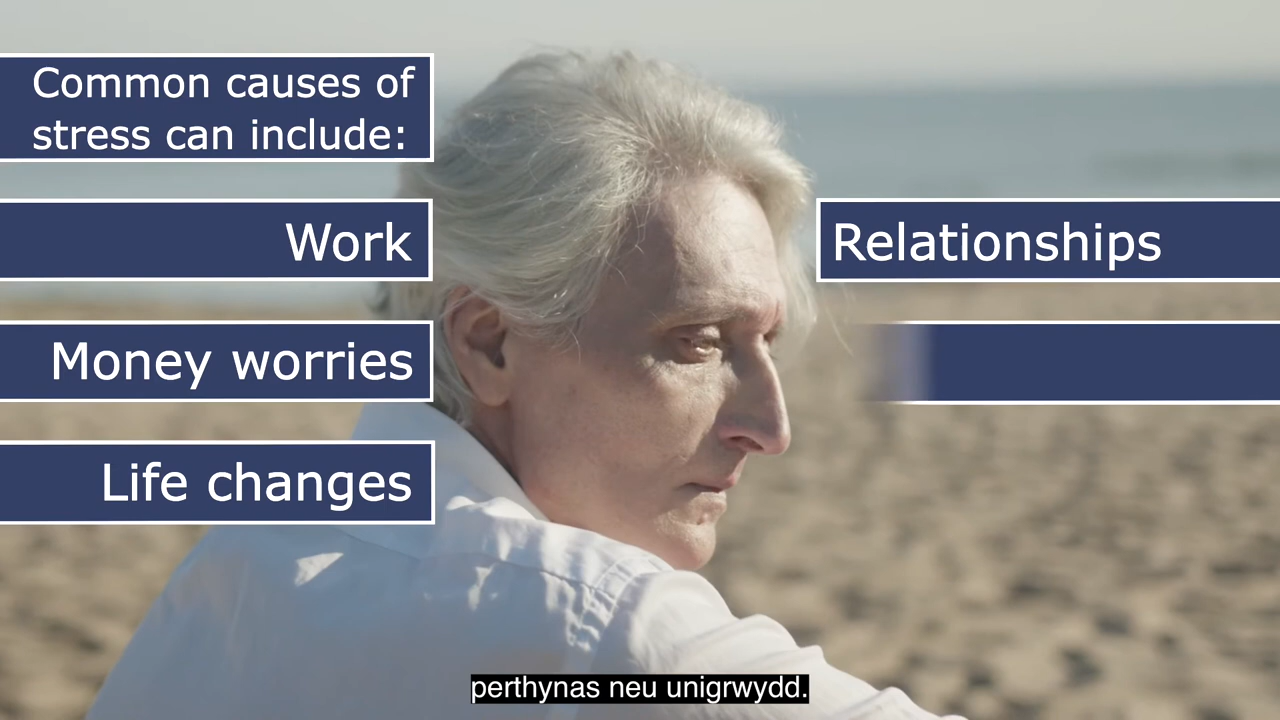 Common causes of
stress can include:
Work
Money worries
Life changes
Relationships
perthynas neu unigrwydd.